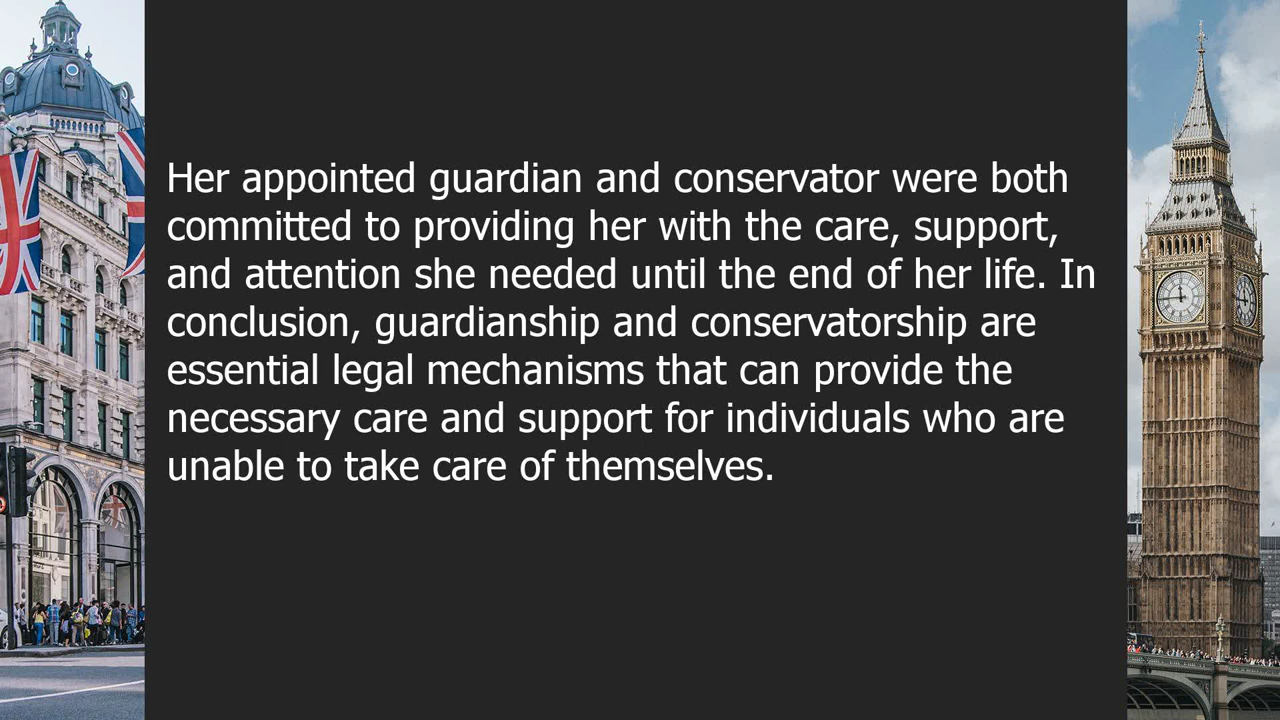 Her appointed guardian and conservator were both
committed to providing her with the care, support,
and attention she needed until the end of her life. In
conclusion, guardianship and conservatorship are
essential legal mechanisms that can provide the
necessary care and support for individuals who are
unable to take care of themselves.